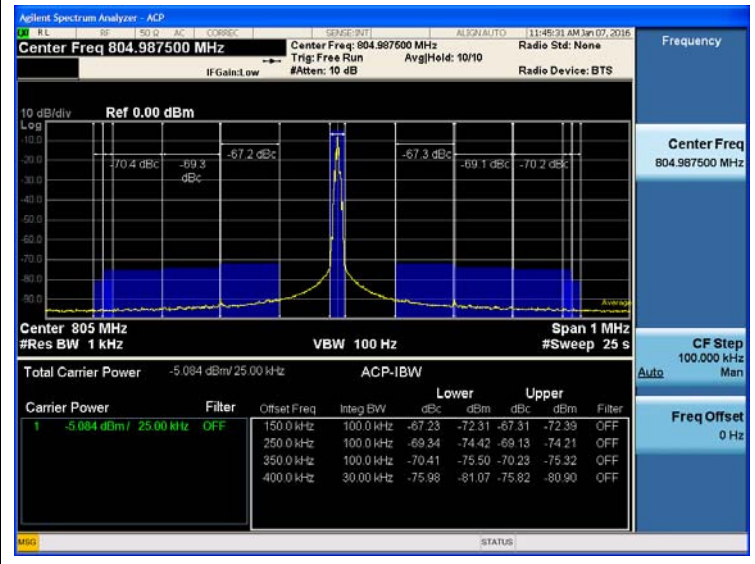 Agilent Spectrum Analyzer - ACP
RL RF 50 Ω AC CORREC SENSE:INT ALIGN AUTO 11:45:31 AM Jan 07, 2016
Center Freq 804.987500 MHz
Center Freq: 804.987500 MHz Radio Std: None
Trig: Free Run Avg|Hold: 10/10
IFGain:Low #Atten: 10 dB Radio Device: BTS
Frequency
10 dB/div Ref 0.00 dBm
Log
-10.0
-20.0
-30.0
-40.0
-50.0
-60.0
-70.0
-80.0
-90.0
-70.4 dBc
-69.3 dBc
-67.2 dBc
-67.3 dBc
-69.1 dBc
-70.2 dBc
Average
Center 805 MHz Span 1 MHz
#Res BW 1 kHz VBW 100 Hz #Sweep 25 s
Total Carrier Power -5.084 dBm/ 25.00 kHz ACP-IBW
Lower Upper
Carrier Power Filter
Offset Freq Integ BW dBc dBm dBc dBm Filter
1 -5.084 dBm / 25.00 kHz OFF
150.0 kHz 100.0 kHz -67.23 -72.31 -67.31 -72.39 OFF
250.0 kHz 100.0 kHz -69.34 -74.42 -69.13 -74.21 OFF
350.0 kHz 100.0 kHz -70.41 -75.50 -70.23 -75.32 OFF
400.0 kHz 30.00 kHz -75.98 -81.07 -75.82 -80.90 OFF
Center Freq
804.987500 MHz
CF Step
100.000 kHz
Auto Man
Freq Offset
0 Hz
MSG STATUS